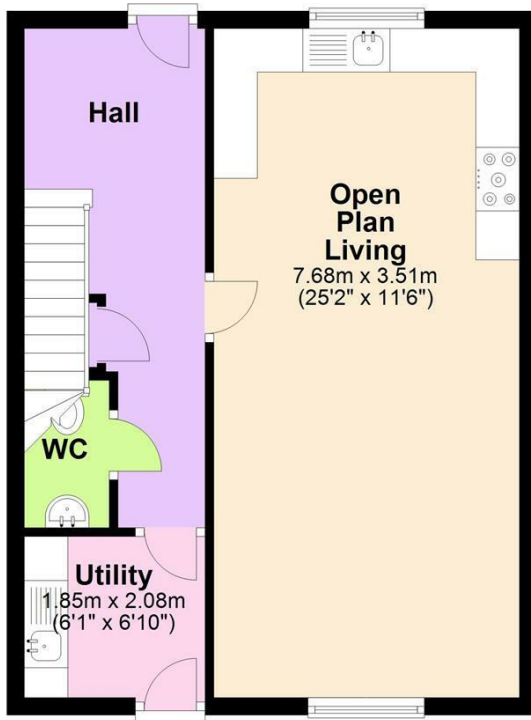 Hall
Open
Plan
Living
7.68m x 3.51m
(25'2" x 11'6")
WC
Utility
1.85m x 2.08m
(6'1" x 6'10")